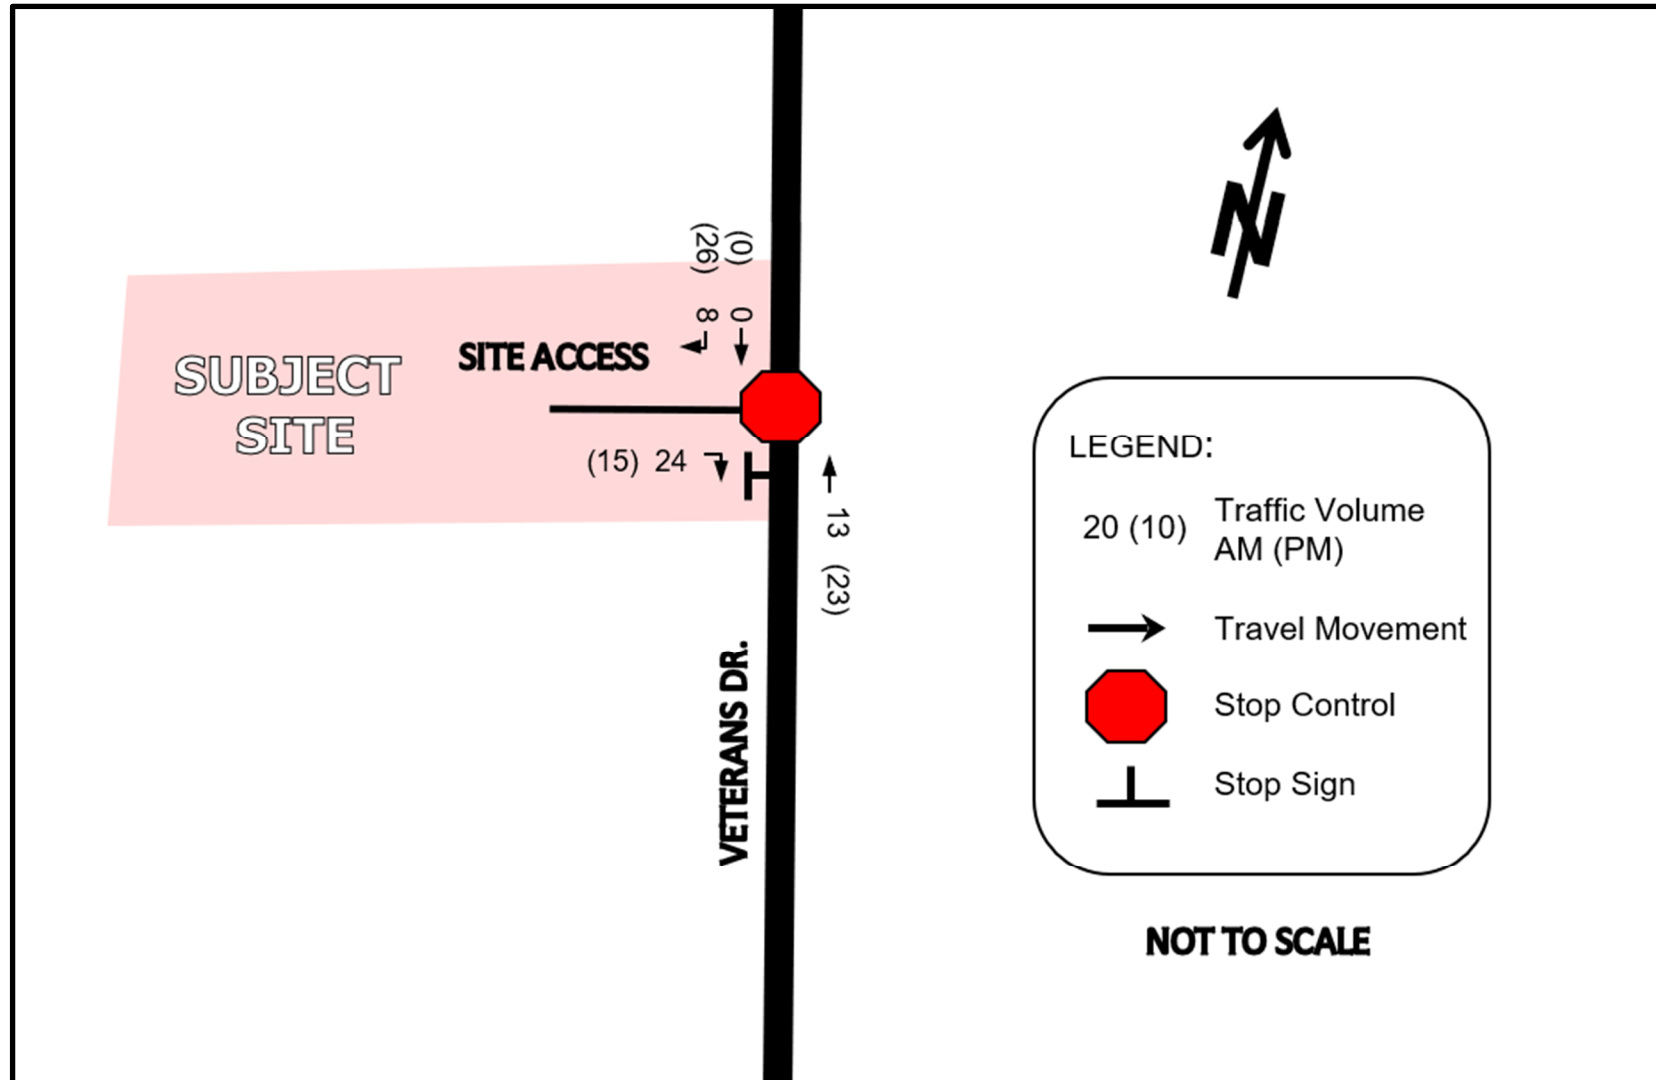 (26) (0)
8 0
SITE ACCESS
SUBJECT
SITE
(15) 24
13 (23)
VETERANS DR.
N
LEGEND:
20 (10)
Traffic Volume
AM (PM)
Travel Movement
Stop Control
Stop Sign
NOT TO SCALE